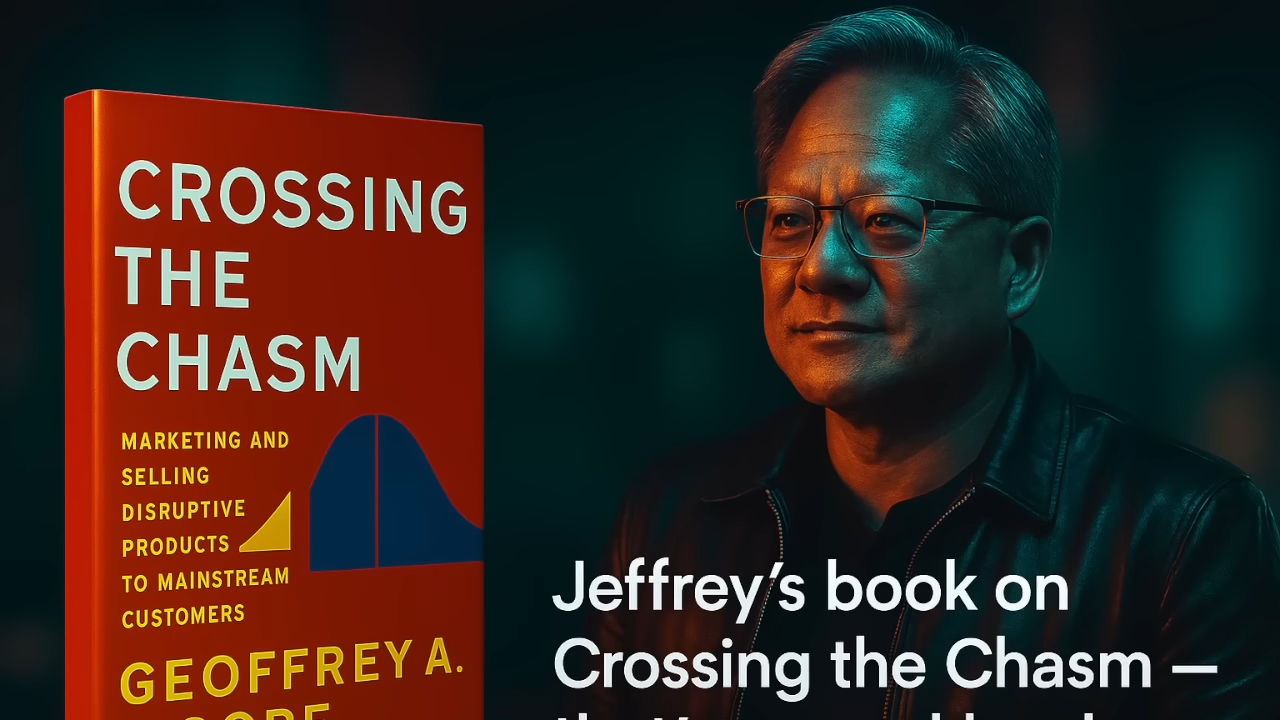 CROSSING
THE
CHASM
MARKETING AND
SELLING
DISRUPTIVE
PRODUCTS
TO MAINSTREAM
CUSTOMERS
GEOFFREY A.
Jeffrey's book on
Crossing the Chasm —